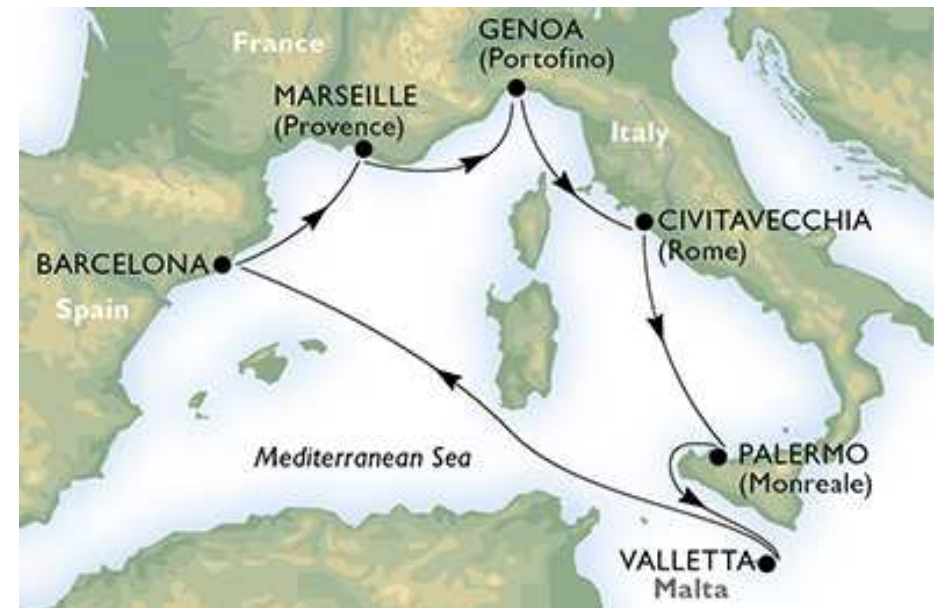 GENOA
(Portofino)
France
MARSEILLE
(Provence)
Italy
CIVITAVECCHIA
(Rome)
BARCELONA
Spain
Mediterranean Sea
PALERMO
(Monreale)
VALLETTA
Malta